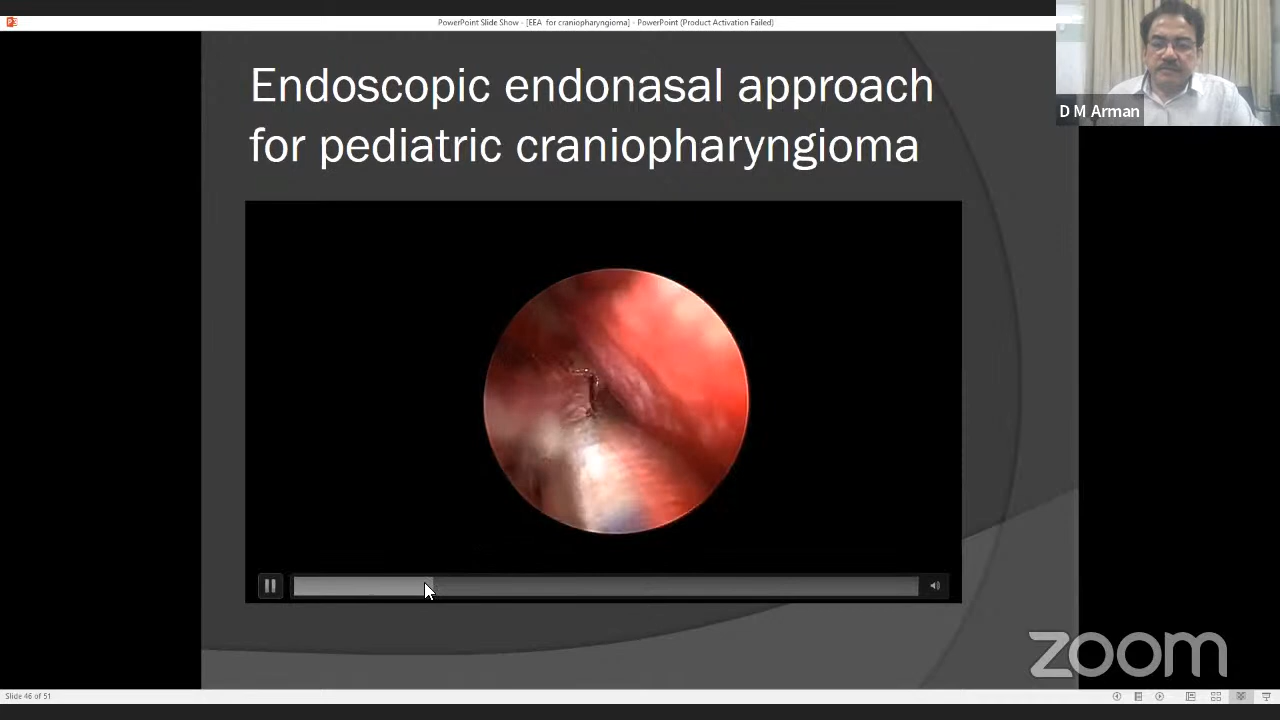 PowerPoint Slide Show - [EEA for craniopharyngioma] - PowerPoint (Product Activation Failed)
Endoscopic endonasal approach
for pediatric craniopharyngioma
D M Arman
zoom
Slide 46 of 51